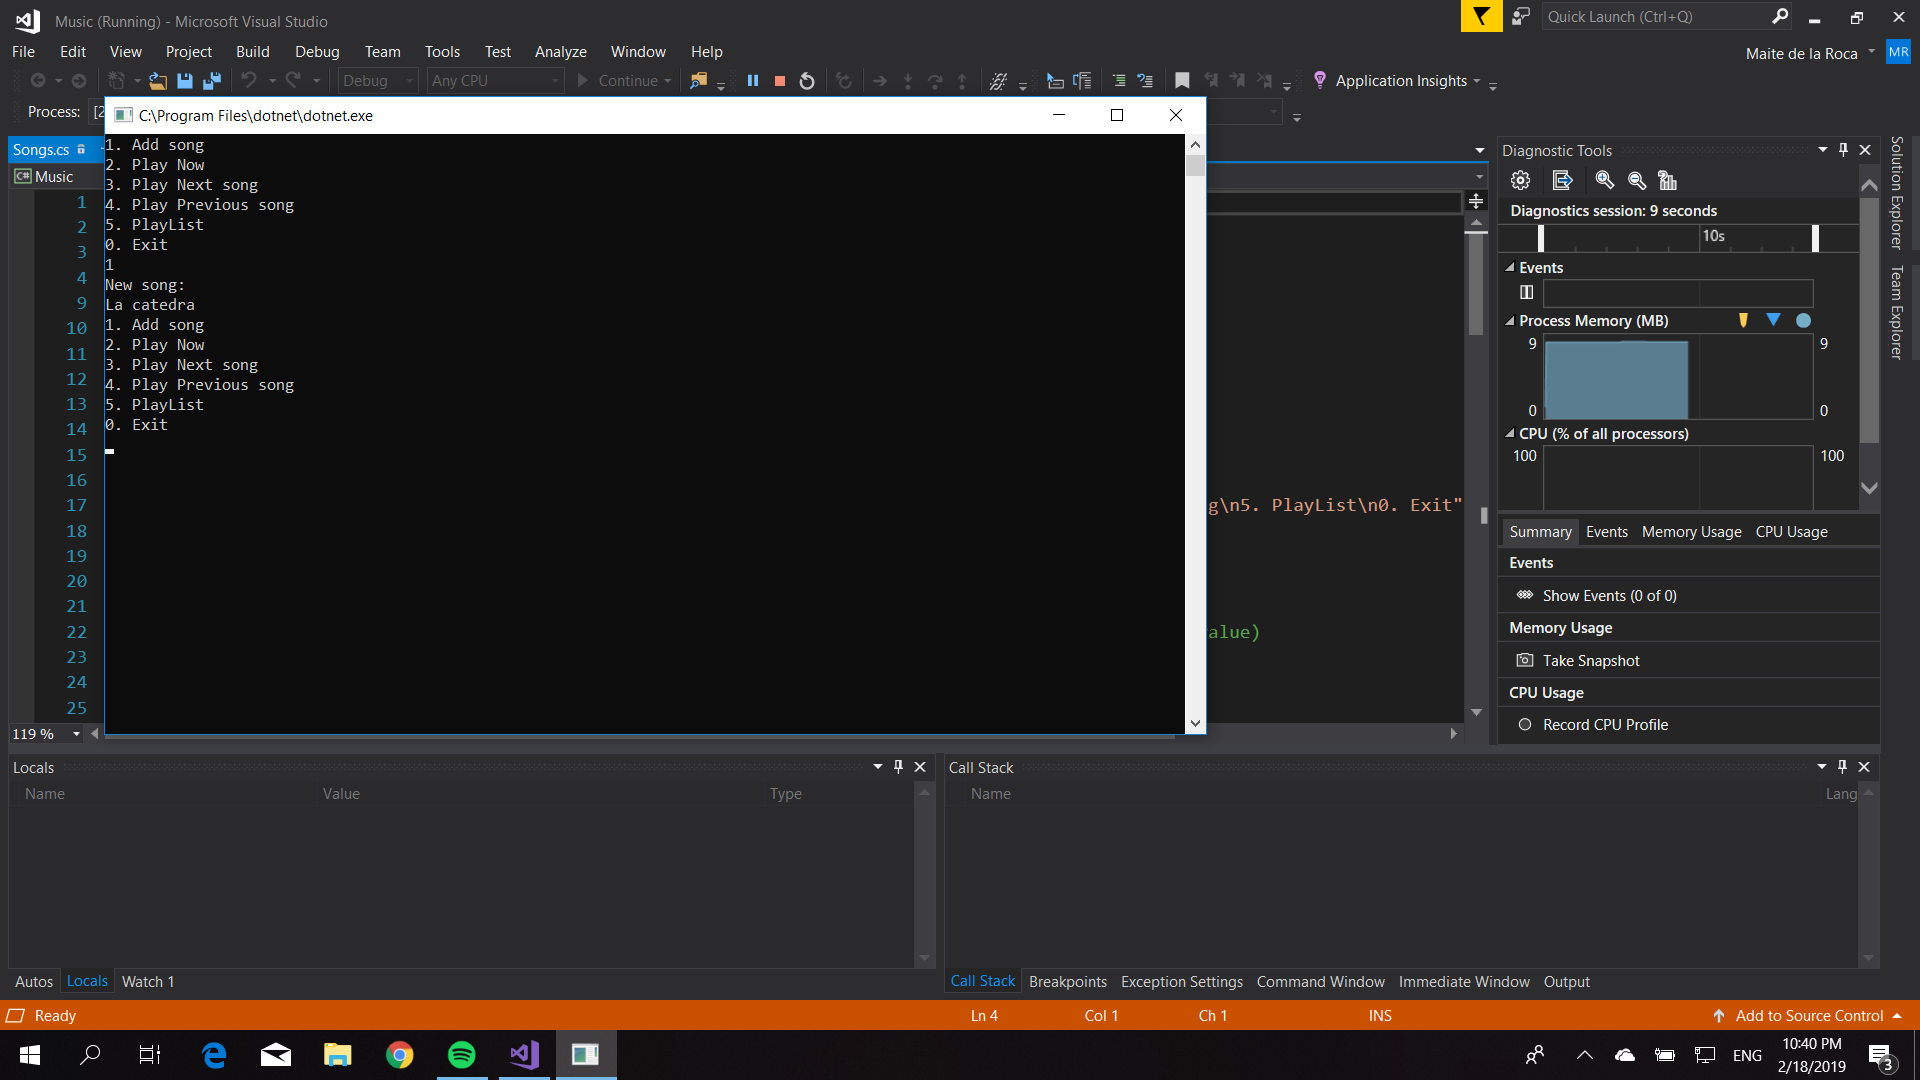 Music (Running) - Microsoft Visual Studio
Quick Launch (Ctrl+Q)
File Edit View Project Build Debug Team Tools Test Analyze Window Help
Maite de la Roca MR
Debug Any CPU Continue Application Insights
Process: [2
C:\Program Files\dotnet\dotnet.exe
Songs.cs
C# Music
1
2
3
4
9
10
11
12
13
14
15
16
17
18
19
20
21
22
23
24
25
1. Add song
2. Play Now
3. Play Next song
4. Play Previous song
5. PlayList
0. Exit
1
New song:
La catedra
1. Add song
2. Play Now
3. Play Next song
4. Play Previous song
5. PlayList
0. Exit
g\n5. PlayList\n0. Exit"
alue)
119 %
Diagnostic Tools
Diagnostics session: 9 seconds
10s
Events
Process Memory (MB)
9 9
0 0
CPU (% of all processors)
100 100
Summary Events Memory Usage CPU Usage
Events
Show Events (0 of 0)
Memory Usage
Take Snapshot
CPU Usage
Record CPU Profile
Solution Explorer
Team Explorer
Locals
Name Value Type
Autos Locals Watch 1
Call Stack
Name Lang
Call Stack Breakpoints Exception Settings Command Window Immediate Window Output
Ready Ln 4 Col 1 Ch 1 INS Add to Source Control
ENG
10:40 PM
2/18/2019
3